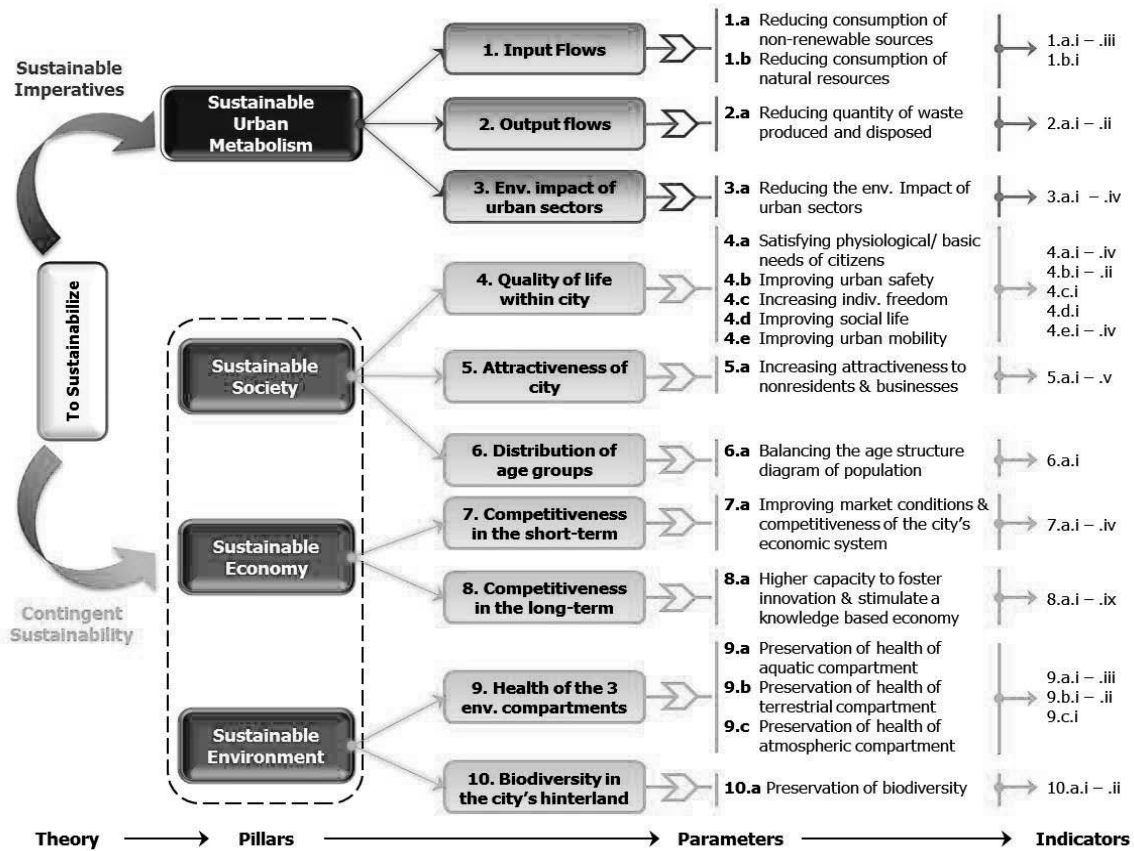 Sustainable
Imperatives
To Sustainabilize
Contingent
Sustainability
Sustainable
Urban
Metabolism
1. Input Flows
1.a Reducing consumption of
non-renewable sources
1.b Reducing consumption of
natural resources
1.a.i – .iii
1.b.i
2. Output flows
2.a Reducing quantity of waste
produced and disposed
2.a.i – .ii
3. Env. impact of
urban sectors
3.a Reducing the env. Impact of
urban sectors
3.a.i – .iv
Sustainable
Society
4. Quality of life
within city
4.a Satisfying physiological/ basic
needs of citizens
4.b Improving urban safety
4.c Increasing indiv. freedom
4.d Improving social life
4.e Improving urban mobility
4.a.i – .iv
4.b.i – .ii
4.c.i
4.d.i
4.e.i – .iv
5. Attractiveness of
city
5.a Increasing attractiveness to
nonresidents & businesses
5.a.i – .v
6. Distribution of
age groups
6.a Balancing the age structure
diagram of population
6.a.i
Sustainable
Economy
7. Competitiveness
in the short-term
7.a Improving market conditions &
competitiveness of the city's
economic system
7.a.i – .iv
8. Competitiveness
in the long-term
8.a Higher capacity to foster
innovation & stimulate a
knowledge based economy
8.a.i – .ix
Sustainable
Environment
9. Health of the 3
env. compartments
9.a Preservation of health of
aquatic compartment
9.b Preservation of health of
terrestrial compartment
9.c Preservation of health of
atmospheric compartment
9.a.i – .iii
9.b.i – .ii
9.c.i
10. Biodiversity in
the city's hinterland
10.a Preservation of biodiversity
10.a.i – .ii
Theory
Pillars
Parameters
Indicators